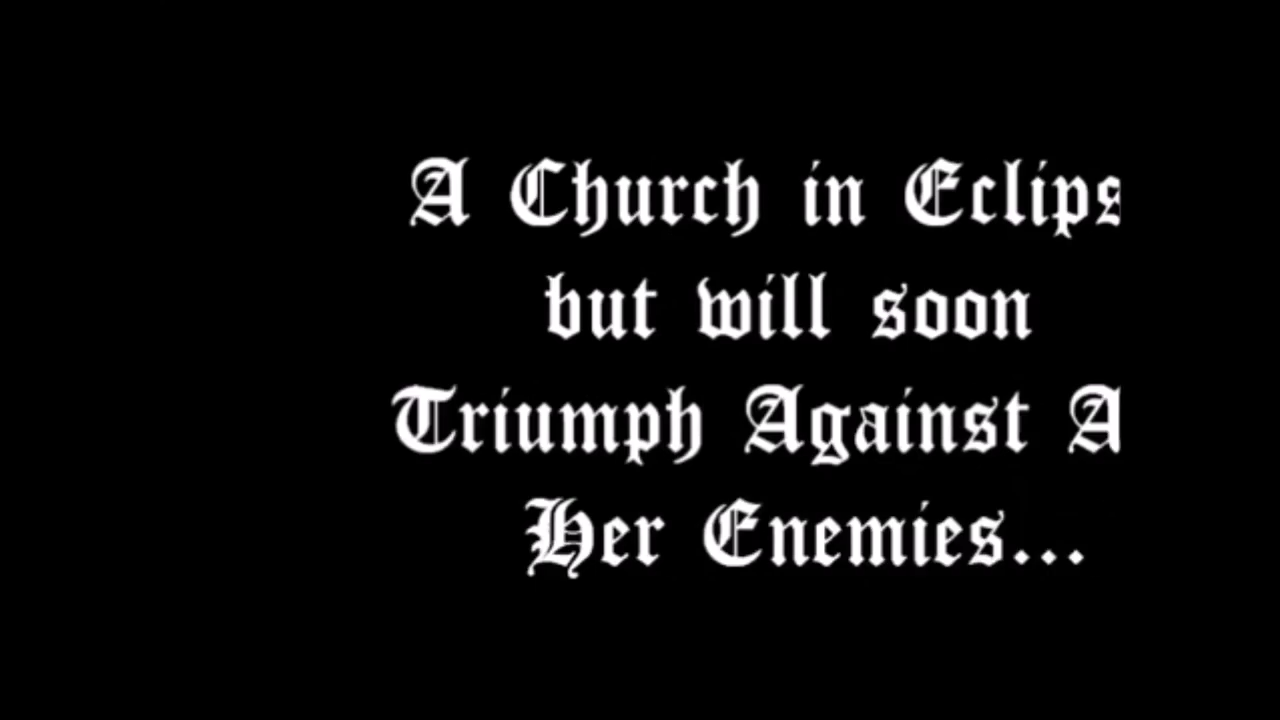 A Church in Eclips
but will soon
Triumph Against A
Her Enemies...